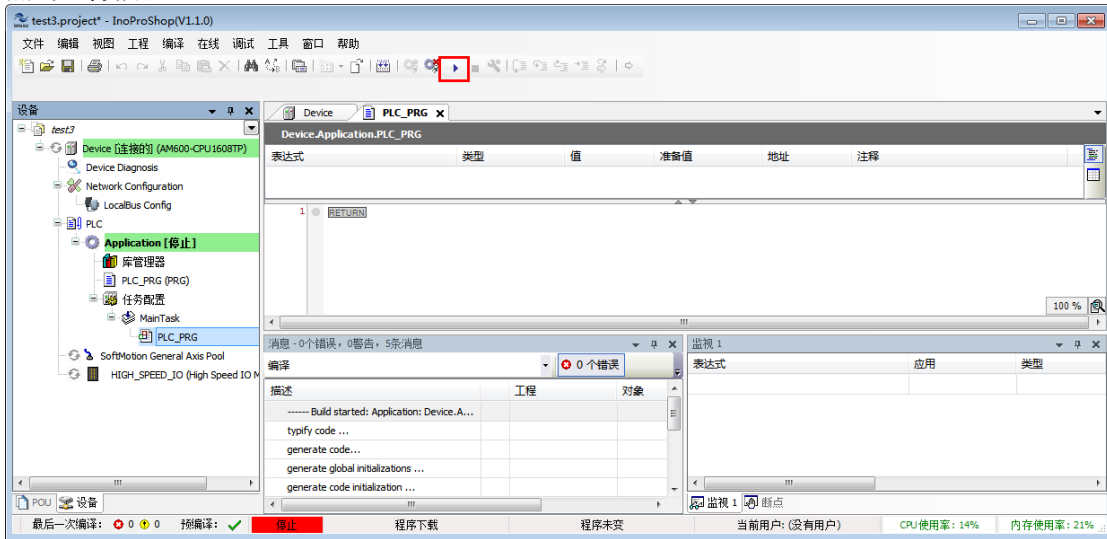 test3.project* - InoProShop(V1.1.0)
文件 编辑 视图 工程 编译 在线 调试 工具 窗口 帮助
设备
test3
Device [连接的] (AM600-CPU1608TP)
Device Diagnosis
Network Configuration
LocalBus Config
PLC
Application [停止]
库管理器
PLC_PRG (PRG)
任务配置
MainTask
PLC_PRG
SoftMotion General Axis Pool
HIGH_SPEED_IO (High Speed IO M
POU 设备
Device PLC_PRG
Device.Application.PLC_PRG
表达式 类型 值 准备值 地址 注释
1 RETURN
100 %
消息 - 0个错误，0警告，5条消息
编译 0 个错误
描述 工程 对象
------ Build started: Application: Device.A...
typify code ...
generate code...
generate global initializations ...
generate code initialization ...
监视 1
表达式 应用 类型
监视 1 断点
最后一次编译: 0 0 预编译: 停止 程序下载 程序未变 当前用户: (没有用户) CPU使用率: 14% 内存使用率: 21%